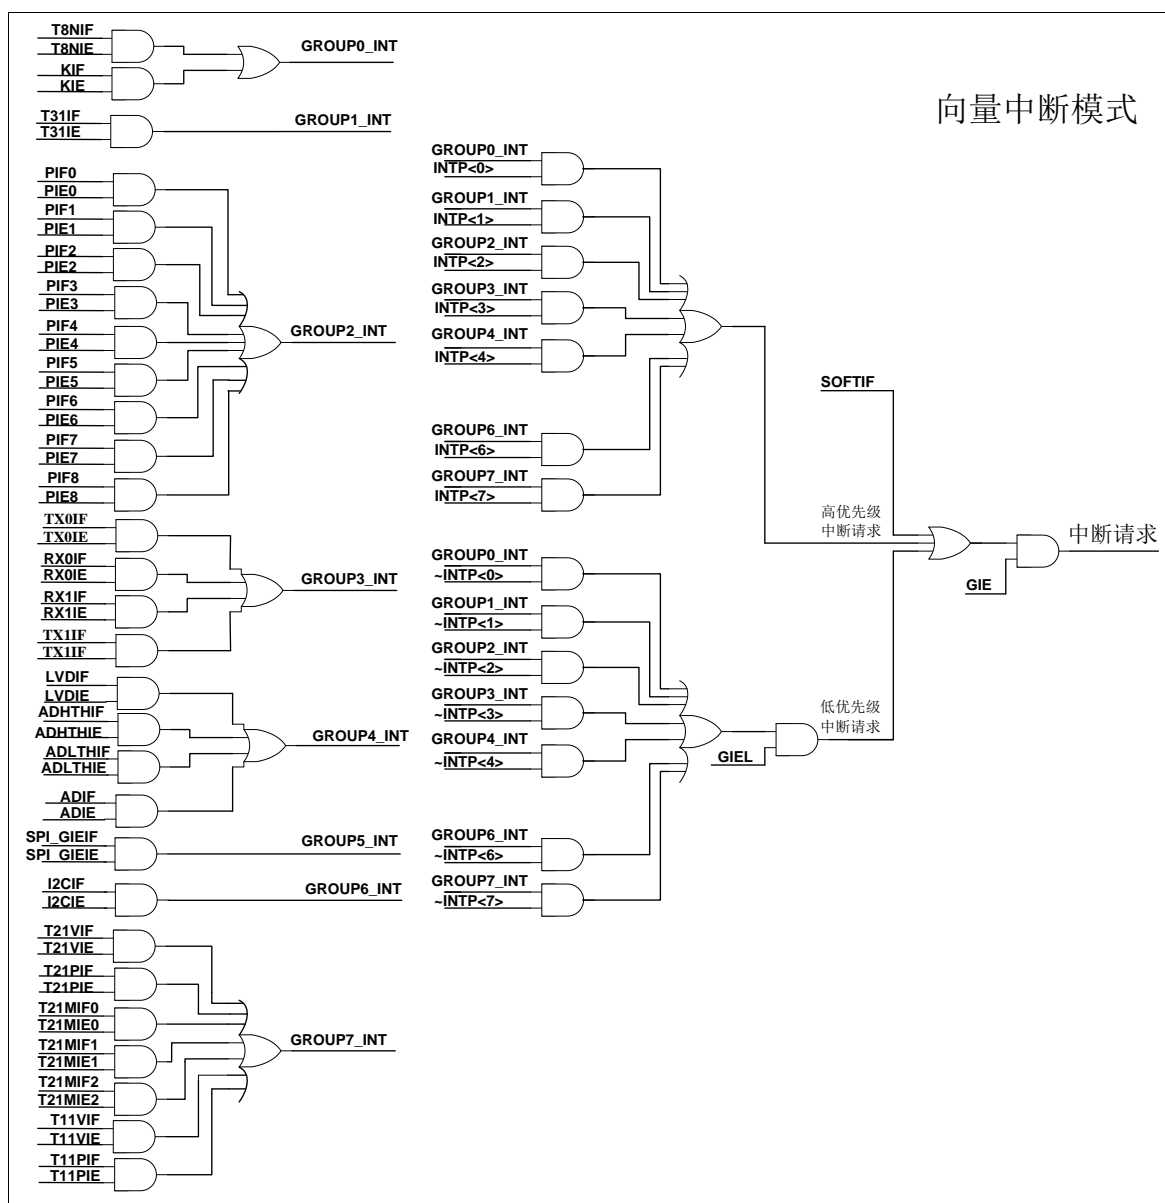 向量中断模式
T8NIF
T8NIE
KIF
KIE
GROUP0_INT
T31IF
T31IE
GROUP1_INT
PIF0
PIE0
PIF1
PIE1
PIF2
PIE2
PIF3
PIE3
PIF4
PIE4
PIF5
PIE5
PIF6
PIE6
PIF7
PIE7
PIF8
PIE8
GROUP2_INT
TX0IF
TX0IE
RX0IF
RX0IE
RX1IF
RX1IE
TX1IF
TX1IF
GROUP3_INT
LVDIF
LVDIE
ADHTHIF
ADHTHIE
ADLTHIF
ADLTHIE
ADIF
ADIE
GROUP4_INT
SPI_GIEIF
SPI_GIEIE
GROUP5_INT
I2CIF
I2CIE
GROUP6_INT
T21VIF
T21VIE
T21PIF
T21PIE
T21MIF0
T21MIE0
T21MIF1
T21MIE1
T21MIF2
T21MIE2
T11VIF
T11VIE
T11PIF
T11PIE
GROUP7_INT
GROUP0_INT
INTP<0>
GROUP1_INT
INTP<1>
GROUP2_INT
INTP<2>
GROUP3_INT
INTP<3>
GROUP4_INT
INTP<4>
GROUP6_INT
INTP<6>
GROUP7_INT
INTP<7>
GROUP0_INT
~INTP<0>
GROUP1_INT
~INTP<1>
GROUP2_INT
~INTP<2>
GROUP3_INT
~INTP<3>
GROUP4_INT
~INTP<4>
GROUP6_INT
~INTP<6>
GROUP7_INT
~INTP<7>
GIEL
SOFTIF
高优先级
中断请求
低优先级
中断请求
GIE
中断请求